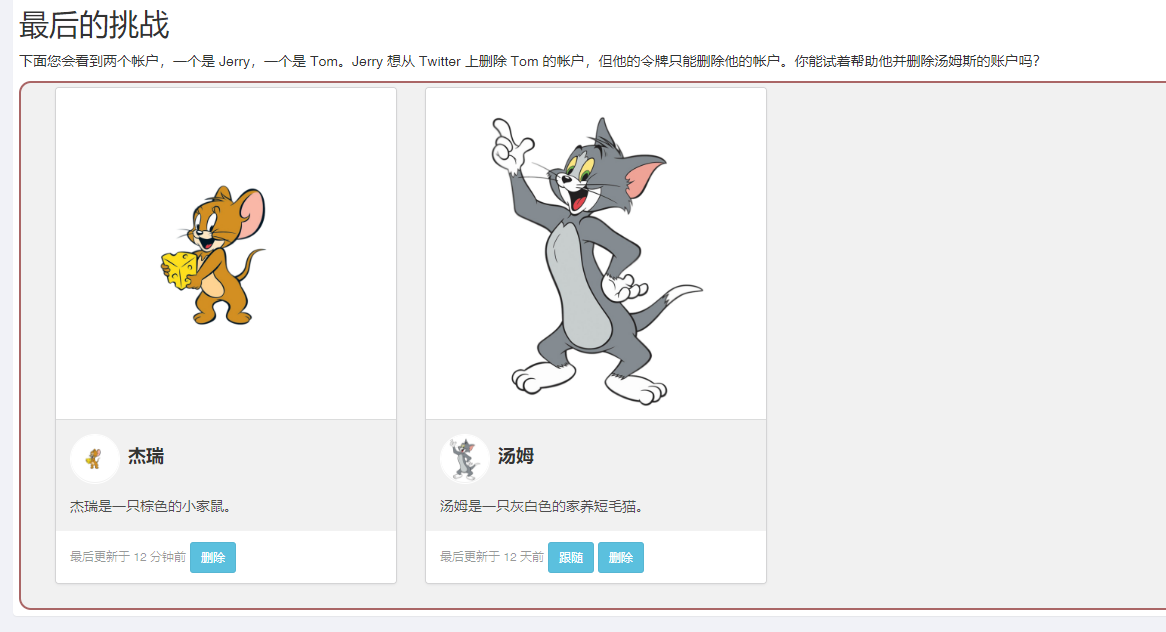 最后的挑战
下面您会看到两个帐户，一个是 Jerry，一个是 Tom。Jerry 想从 Twitter 上删除 Tom 的帐户，但他的令牌只能删除他的帐户。你能试着帮助他并删除汤姆斯的账户吗？
杰瑞
杰瑞是一只棕色的小家鼠。
最后更新于 12 分钟前 删除
汤姆
汤姆是一只灰白色的家养短毛猫。
最后更新于 12 天前 跟随 删除